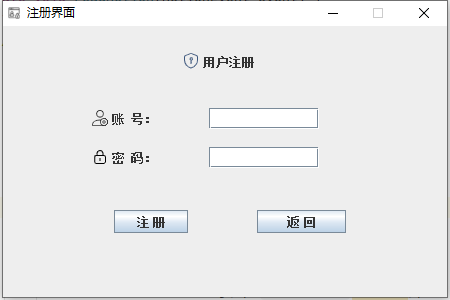 注册界面
用户注册
账 号：
密 码：
注 册
返 回